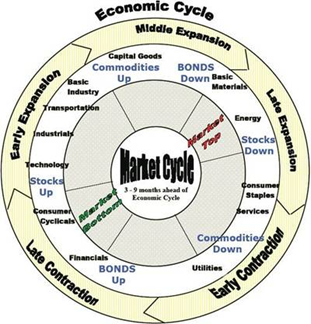 Economic Cycle
Middle Expansion
Capital Goods
Commodities
Up
BONDS
Down
Basic
Materials
Basic
Industry
Transportation
Industrials
Technology
Early Expansion
Energy
Late Expansion
Stocks
Down
Market
Top
Market Cycle
3 - 9 months ahead of
Economic Cycle
Stocks
Up
Consumer
Cyclicals
Market
Bottom
Consumer
Staples
Services
Commodities
Down
Early Contraction
Utilities
Financials
BONDS
Up
Late Contraction